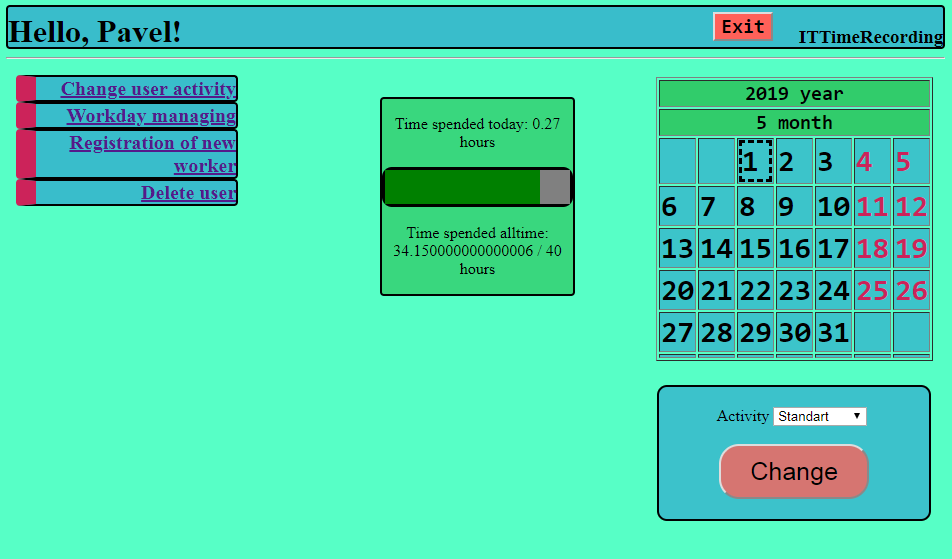 Hello, Pavel!
Exit
ITTimeRecording
Change user activity
Workday managing
Registration of new
worker
Delete user
Time spended today: 0.27
hours
Time spended alltime:
34.150000000000006 / 40
hours
2019 year
5 month
1 2 3 4 5
6 7 8 9 10 11 12
13 14 15 16 17 18 19
20 21 22 23 24 25 26
27 28 29 30 31
Activity Standart
Change